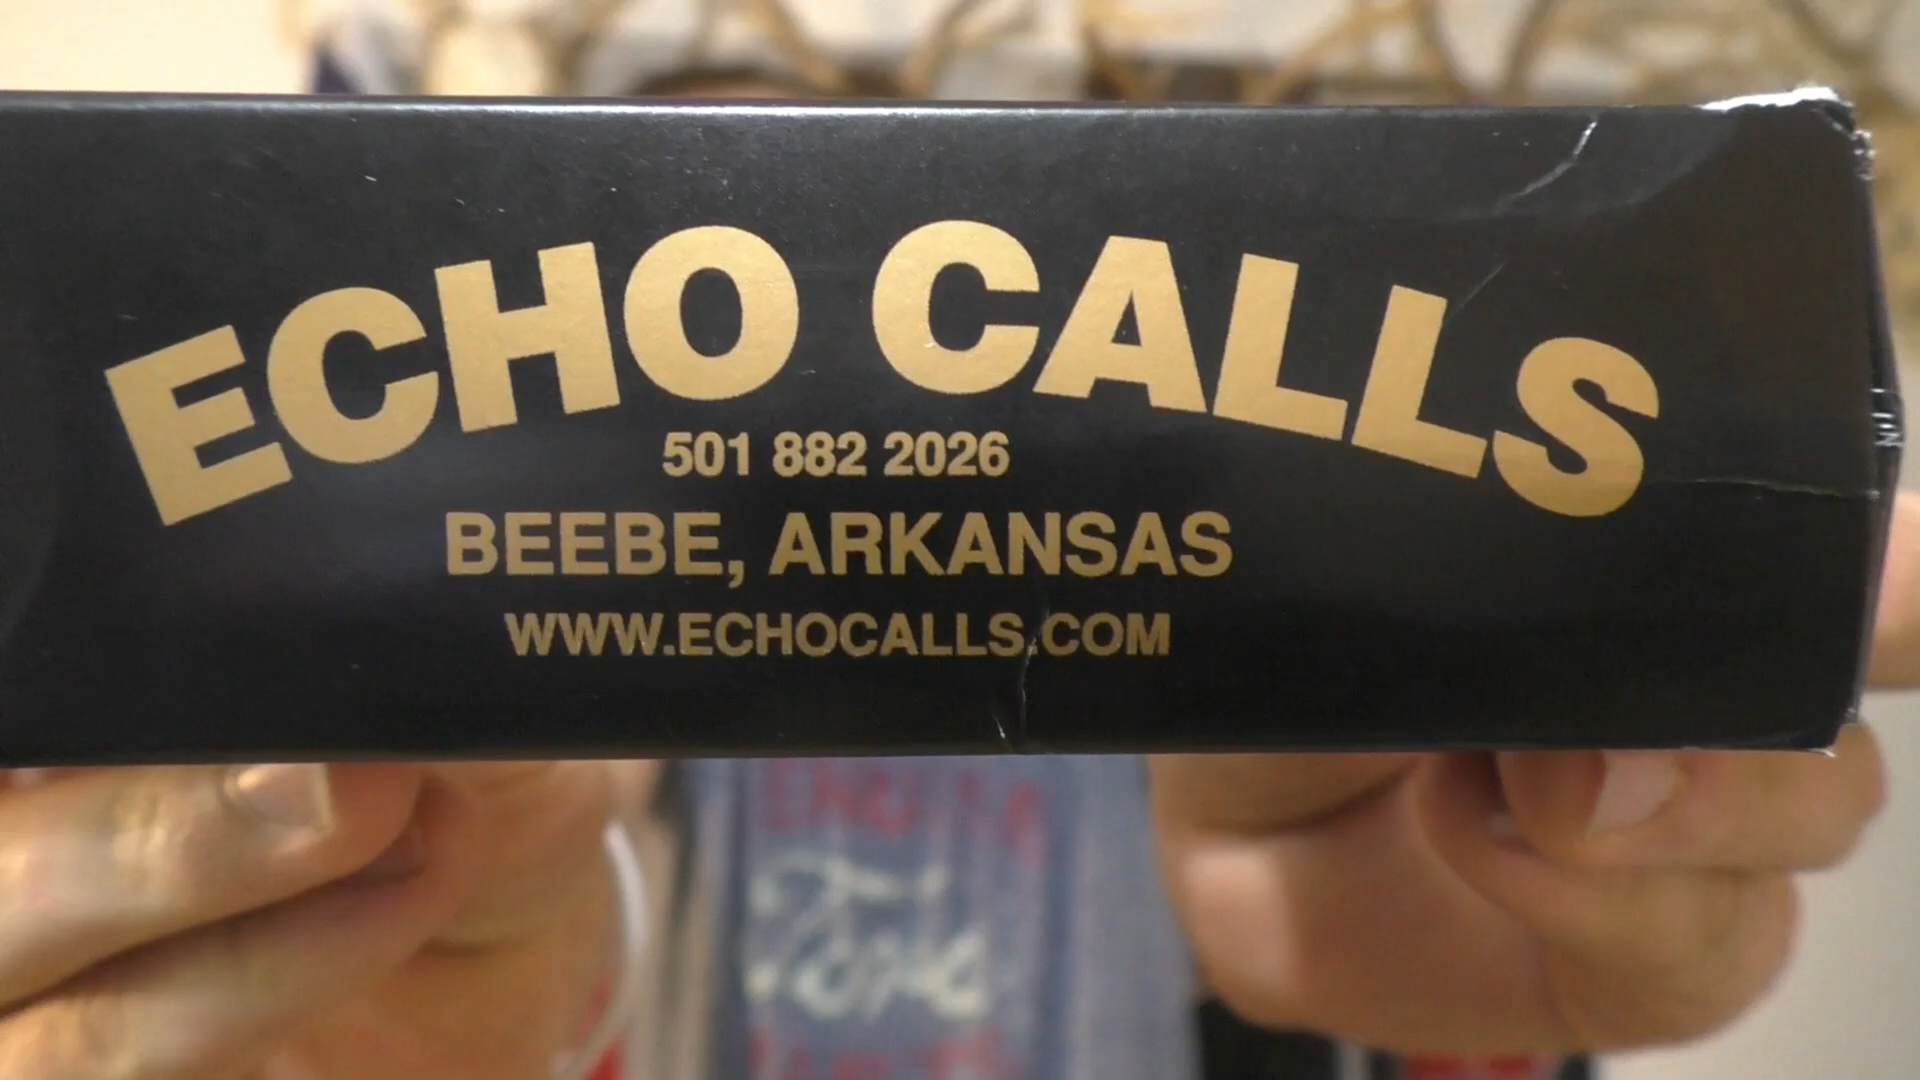 ECHO CALLS
501 882 2026
BEEBE, ARKANSAS
WWW.ECHOCALLS.COM